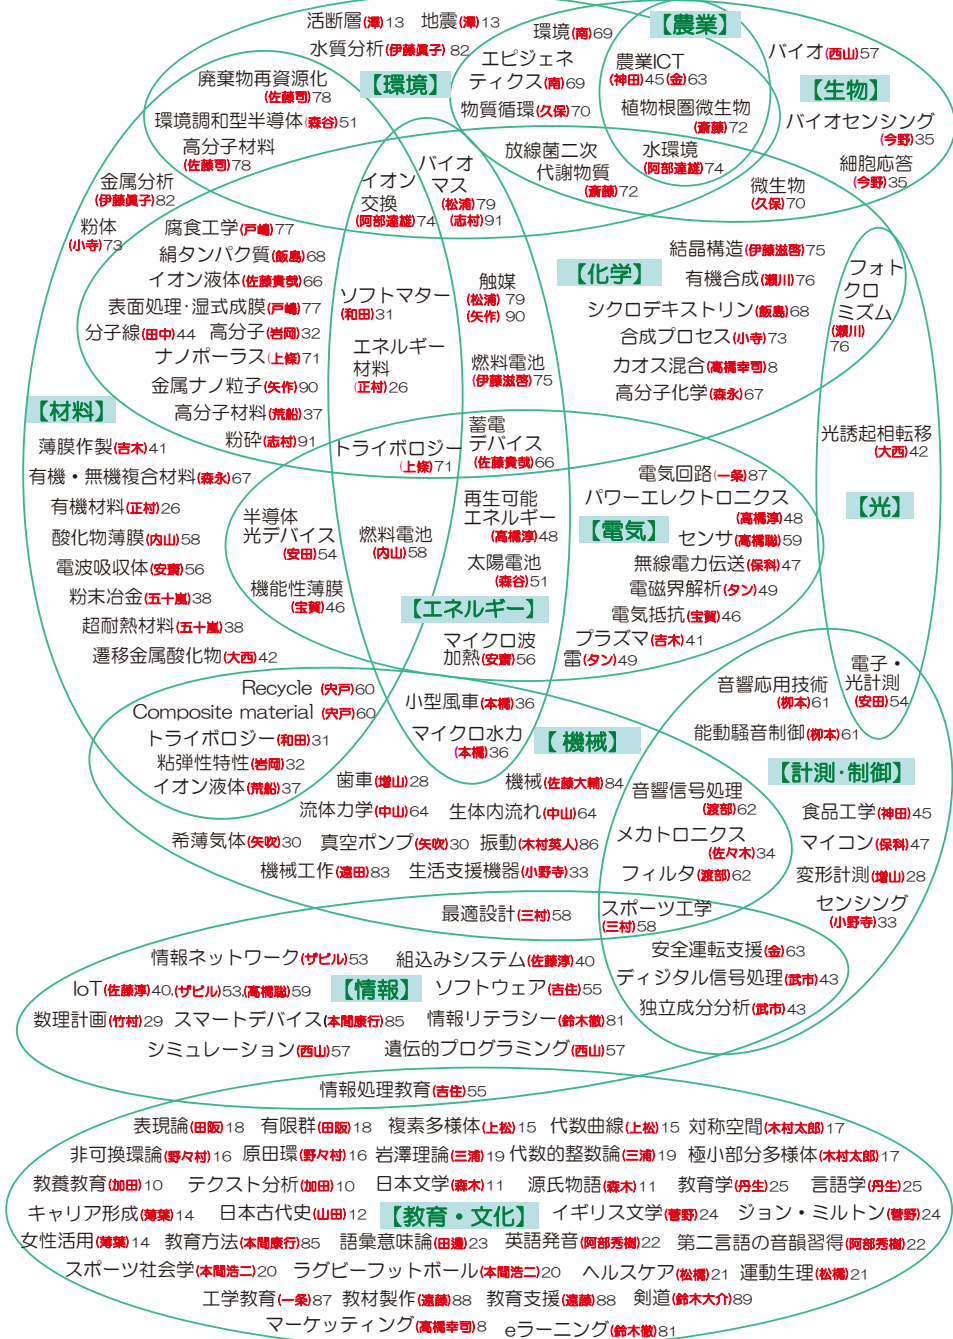 活断層(澤)13 地震(澤)13
水質分析(伊藤眞子)82
【環境】
廃棄物再資源化
(佐藤司)78
環境調和型半導体(森谷)51
高分子材料
(佐藤司)78
環境(南)69
エピジェネ
ティクス(南)69
物質循環(久保)70
【農業】
農業ICT
(神田)45(金)63
植物根圏微生物
(斎藤)72
水環境
(阿部達雄)74
放線菌二次
代謝物質
(斎藤)72
バイオ(西山)57
【生物】
バイオセンシング
(今野)35
細胞応答
(今野)35
微生物
(久保)70
金属分析
(伊藤眞子)82
粉体
(小寺)73
イオン
交換
(阿部達雄)74
バイオ
マス
(松浦)79
(志村)91
腐食工学(戸嶋)77
絹タンパク質(飯島)68
イオン液体(佐藤貴哉)66
表面処理・湿式成膜(戸嶋)77
分子線(田中)44 高分子(岩岡)32
ナノポーラス(上條)71
金属ナノ粒子(矢作)90
高分子材料(荒船)37
粉砕(志村)91
ソフトマター
(和田)31
エネルギー
材料
(正村)26
触媒
(松浦)79
(矢作)90
燃料電池
(伊藤滋啓)75
【化学】
結晶構造(伊藤滋啓)75
有機合成(瀬川)76
シクロデキストリン(飯島)68
合成プロセス(小寺)73
カオス混合(高橋幸司)8
高分子化学(森永)67
フォト
クロ
ミズム
(瀬川)
76
【材料】
薄膜作製(吉木)41
有機・無機複合材料(森永)67
有機材料(正村)26
酸化物薄膜(内山)58
電波吸収体(安齋)56
粉末冶金(五十嵐)38
超耐熱材料(五十嵐)38
遷移金属酸化物(大西)42
トライボロジー
(上條)71
蓄電
デバイス
(佐藤貴哉)66
半導体
光デバイス
(安田)54
機能性薄膜
(宝賀)46
燃料電池
(内山)58
再生可能
エネルギー
(高橋淳)48
太陽電池
(森谷)51
【エネルギー】
マイクロ波
加熱(安齋)56
電気回路(一条)87
パワーエレクトロニクス
(高橋淳)48
【電気】
センサ(高橋聡)59
無線電力伝送(保科)47
電磁界解析(タン)49
電気抵抗(宝賀)46
プラズマ(吉木)41
雷(タン)49
光誘起相転移
(大西)42
【光】
電子・
光計測
(安田)54
Recycle (宍戸)60
Composite material (宍戸)60
トライボロジー(和田)31
粘弾性特性(岩岡)32
イオン液体(荒船)37
小型風車(本橋)36
マイクロ水力
(本橋)36
【機械】
歯車(増山)28
機械(佐藤大輔)84
流体力学(中山)64 生体内流れ(中山)64
希薄気体(矢吹)30 真空ポンプ(矢吹)30 振動(木村英人)86
機械工作(遠田)83 生活支援機器(小野寺)33
最適設計(三村)58
音響応用技術
(柳本)61
能動騒音制御(柳本)61
【計測・制御】
音響信号処理
(渡部)62
メカトロニクス
(佐々木)34
フィルタ(渡部)62
スポーツ工学
(三村)58
食品工学(神田)45
マイコン(保科)47
変形計測(増山)28
センシング
(小野寺)33
安全運転支援(金)63
ディジタル信号処理(武市)43
独立成分分析(武市)43
情報ネットワーク(ザビル)53 組込みシステム(佐藤淳)40
IoT(佐藤淳)40.(ザビル)53.(高橋聡)59 【情報】 ソフトウェア(吉住)55
数理計画(竹村)29 スマートデバイス(本間康行)85 情報リテラシー(鈴木徹)81
シミュレーション(西山)57 遺伝的プログラミング(西山)57
情報処理教育(吉住)55
表現論(田阪)18 有限群(田阪)18 複素多様体(上松)15 代数曲線(上松)15 対称空間(木村太郎)17
非可換環論(野々村)16 原田環(野々村)16 岩澤理論(三浦)19 代数的整数論(三浦)19 極小部分多様体(木村太郎)17
教養教育(加田)10 テクスト分析(加田)10 日本文学(森木)11 源氏物語(森木)11 教育学(丹生)25 言語学(丹生)25
キャリア形成(薄葉)14 日本古代史(山田)12 【教育・文化】 イギリス文学(菅野)24 ジョン・ミルトン(菅野)24
女性活用(薄葉)14 教育方法(本間康行)85 語彙意味論(田邊)23 英語発音(阿部秀樹)22 第二言語の音韻習得(阿部秀樹)22
スポーツ社会学(本間浩二)20 ラグビーフットボール(本間浩二)20 ヘルスケア(松橋)21 運動生理(松橋)21
工学教育(一条)87 教材製作(遠藤)88 教育支援(遠藤)88 剣道(鈴木大介)89
マーケッティング(高橋幸司)8 eラーニング(鈴木徹)81